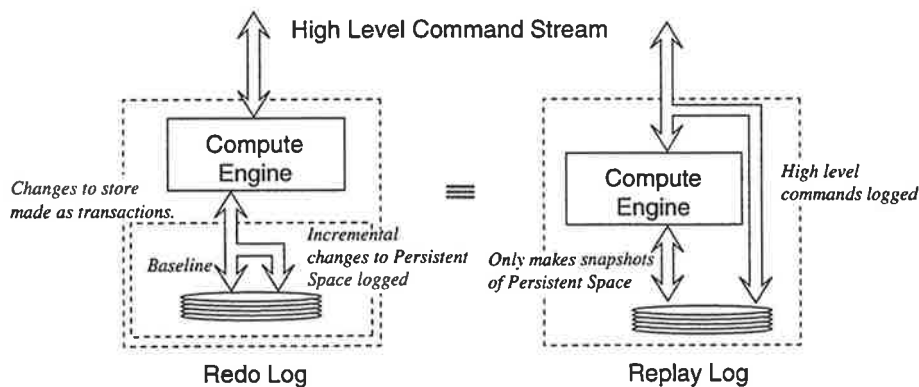 High Level Command Stream
Compute
Engine
Changes to store
made as transactions.
Baseline
Incremental
changes to Persistent
Space logged
Redo Log
≡
Compute
Engine
High level
commands logged
Only makes snapshots
of Persistent Space
Replay Log